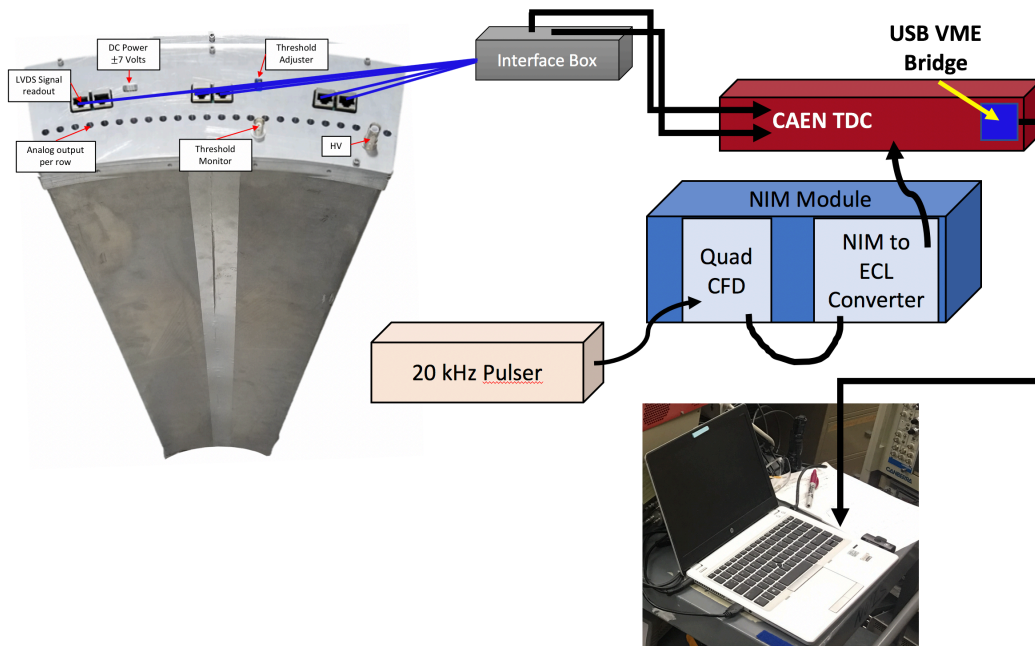 DC Power
±7 Volts
Threshold
Adjuster
LVDS Signal
readout
Analog output
per row
Threshold
Monitor
HV
Interface Box
USB VME
Bridge
CAEN TDC
NIM Module
Quad
CFD
NIM to
ECL
Converter
20 kHz Pulser
CANBERRA